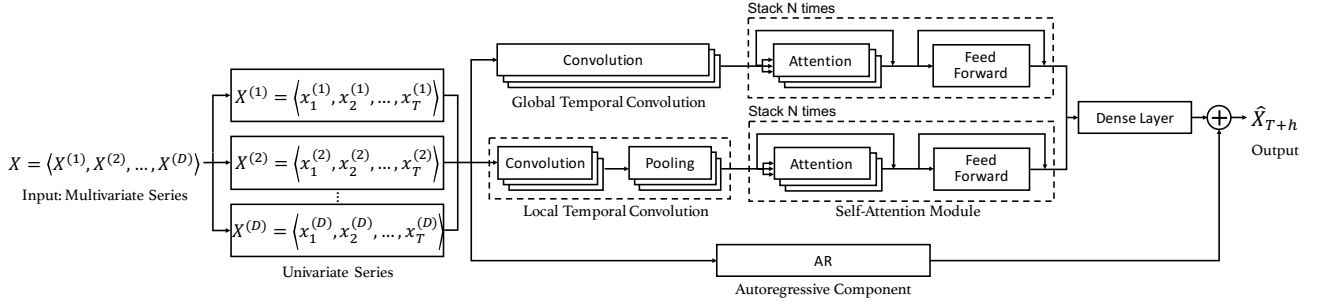 Stack N times
Convolution
Attention
Feed
Forward
Global Temporal Convolution
X^{(1)} = ⟨x_1^{(1)}, x_2^{(1)}, ..., x_T^{(1)}⟩
Stack N times
Dense Layer
X̂_{T+h}
Output
X = ⟨X^{(1)}, X^{(2)}, ..., X^{(D)}⟩
Input: Multivariate Series
X^{(2)} = ⟨x_1^{(2)}, x_2^{(2)}, ..., x_T^{(2)}⟩
Convolution
Pooling
Attention
Feed
Forward
Local Temporal Convolution
Self-Attention Module
X^{(D)} = ⟨x_1^{(D)}, x_2^{(D)}, ..., x_T^{(D)}⟩
Univariate Series
AR
Autoregressive Component